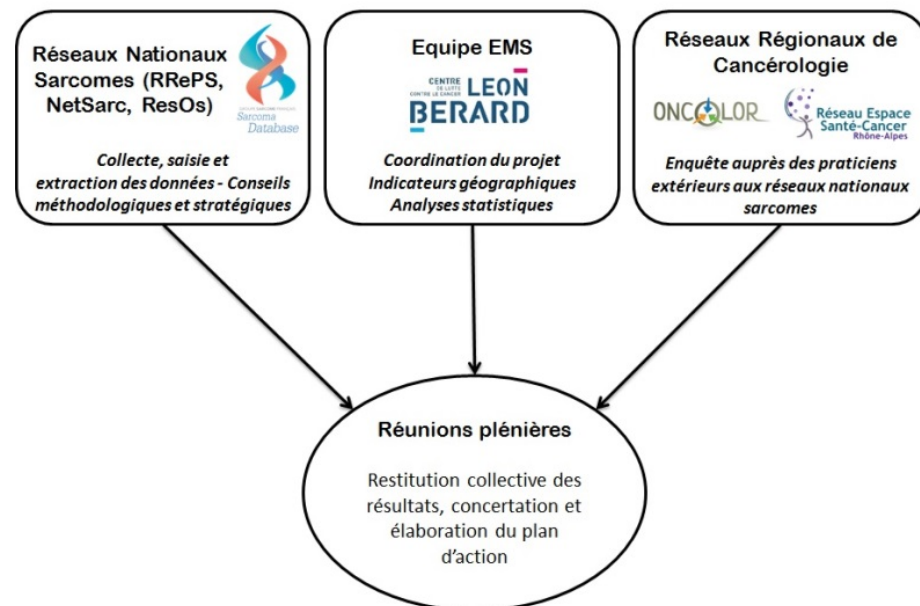 Réseaux Nationaux
Sarcomes (RRePS,
NetSarc, ResOs)
Sarcoma
Database
Collecte, saisie et
extraction des données - Conseils
méthodologiques et stratégiques
Equipe EMS
CENTRE
DE LUTTE
CONTRE LE CANCER
LEON
BERARD
Coordination du projet
Indicateurs géographiques
Analyses statistiques
Réseaux Régionaux de
Cancérologie
ONCOLOR
Réseau Espace
Santé-Cancer
Rhône-Alpes
Enquête auprès des praticiens
extérieurs aux réseaux nationaux
sarcomes
Réunions plénières
Restitution collective des
résultats, concertation et
élaboration du plan
d'action